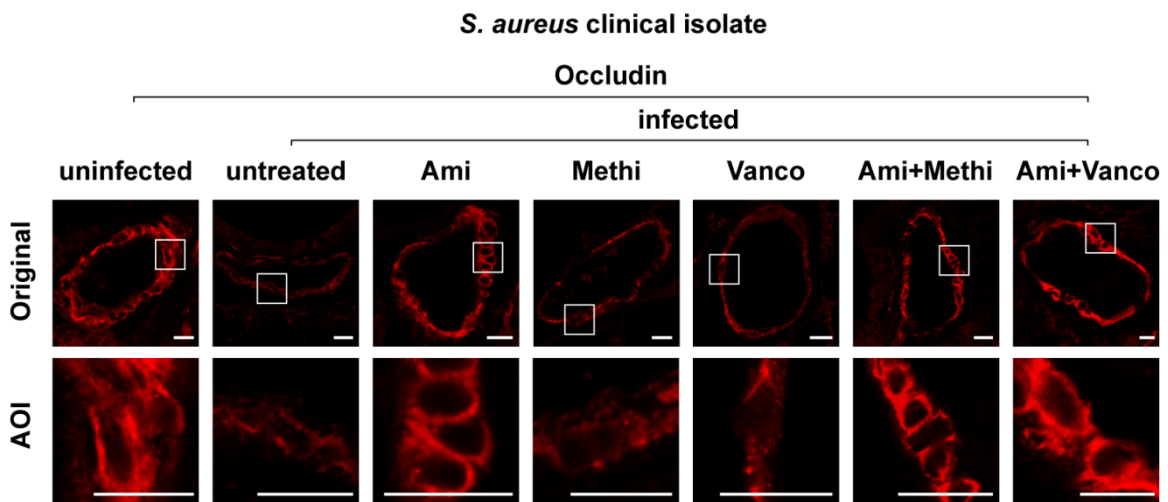 S. aureus clinical isolate
Occludin
infected
uninfected untreated Ami Methi Vanco Ami+Methi Ami+Vanco
Original
AOI